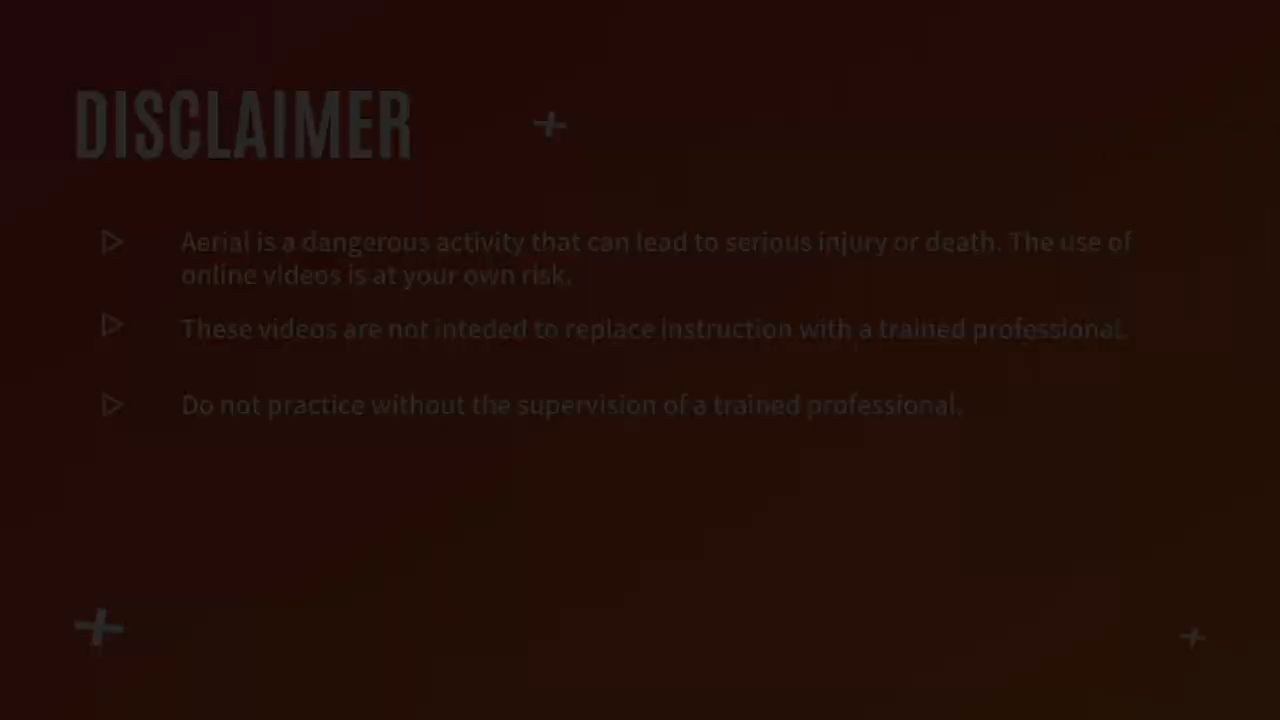 DISCLAIMER
Aerial is a dangerous activity that can lead to serious injury or death. The use of
online videos is at your own risk.
These videos are not inteded to replace instruction with a trained professional.
Do not practice without the supervision of a trained professional.